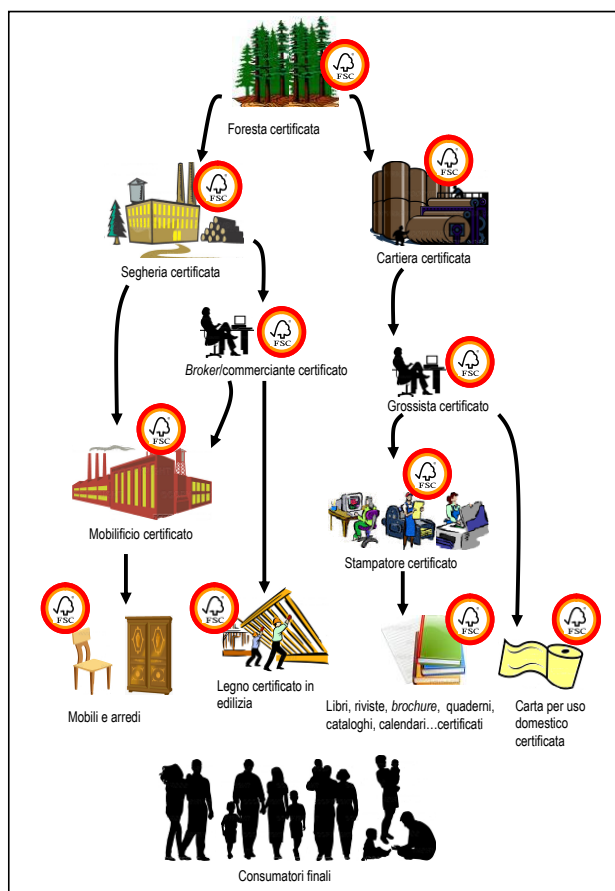 FSC
Foresta certificata
FSC
FSC
Segheria certificata
Cartiera certificata
FSC
Broker/commerciante certificato
FSC
Grossista certificato
FSC
Mobilificio certificato
FSC
Stampatore certificato
FSC
Mobili e arredi
FSC
Legno certificato in
edilizia
FSC
Libri, riviste, brochure, quaderni,
cataloghi, calendari…certificati
FSC
Carta per uso
domestico
certificata
Consumatori finali